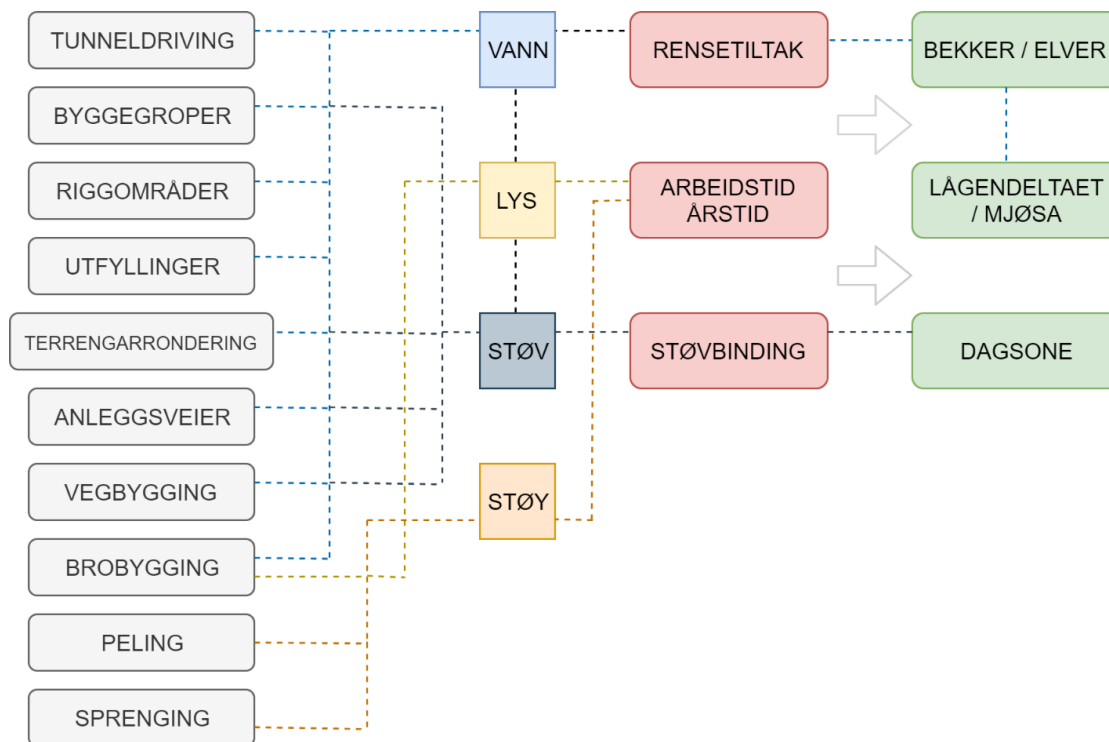 TUNNELDRIVING
BYGGEGROPER
RIGGOMRÅDER
UTFYLLINGER
TERRENGARRONDERING
ANLEGGSVEIER
VEGBYGGING
BROBYGGING
PELING
SPRENGING
VANN
LYS
STØV
STØY
RENSETILTAK
ARBEIDSTID
ÅRSTID
STØVBINDING
BEKKER / ELVER
LÅGENDELTAET
/ MJØSA
DAGSONE